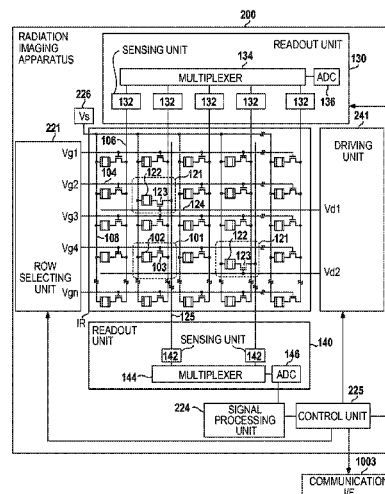 200
RADIATION
IMAGING
APPARATUS
SENSING UNIT
READOUT UNIT
134
130
MULTIPLEXER
ADC
136
132 132 132 132 132
226
Vs
221
241
106
Vg1
122 121
DRIVING
UNIT
104
Vg2
123
124
Vg3
Vd1
108 102 101 122 121
Vg4
103
123
Vd2
ROW
SELECTING
UNIT
Vgn
IR
125
READOUT
UNIT
SENSING UNIT
140
142 142 146
144
MULTIPLEXER
ADC
224
225
SIGNAL
PROCESSING
UNIT
CONTROL UNIT
1003
COMMUNICATION
I/F